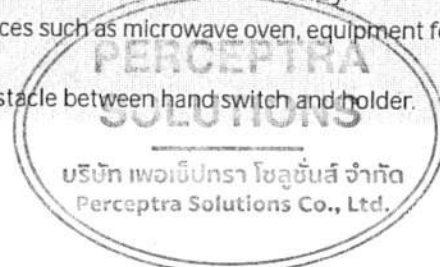 ces such as microwave oven, equipment f
PERCEPTRA
stacle between hand switch and holder.
SOLUTIONS
บริษัท เพอเซ็ปทรา โซลูชั่นส์ จำกัด
Perceptra Solutions Co., Ltd.